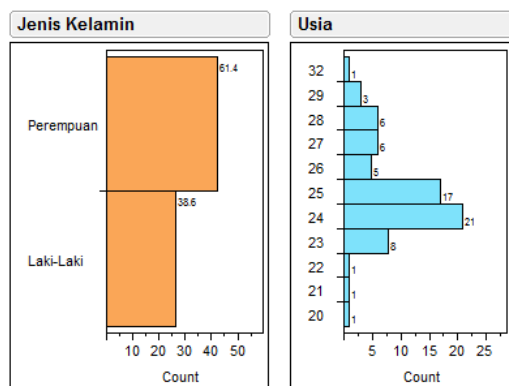 Jenis Kelamin
Perempuan
61.4
Laki-Laki
38.6
10 20 30 40 50
Count
Usia
32 1
29 3
28 6
27 6
26 5
25 17
24 21
23 8
22 1
21 1
20 1
5 10 15 20 25
Count